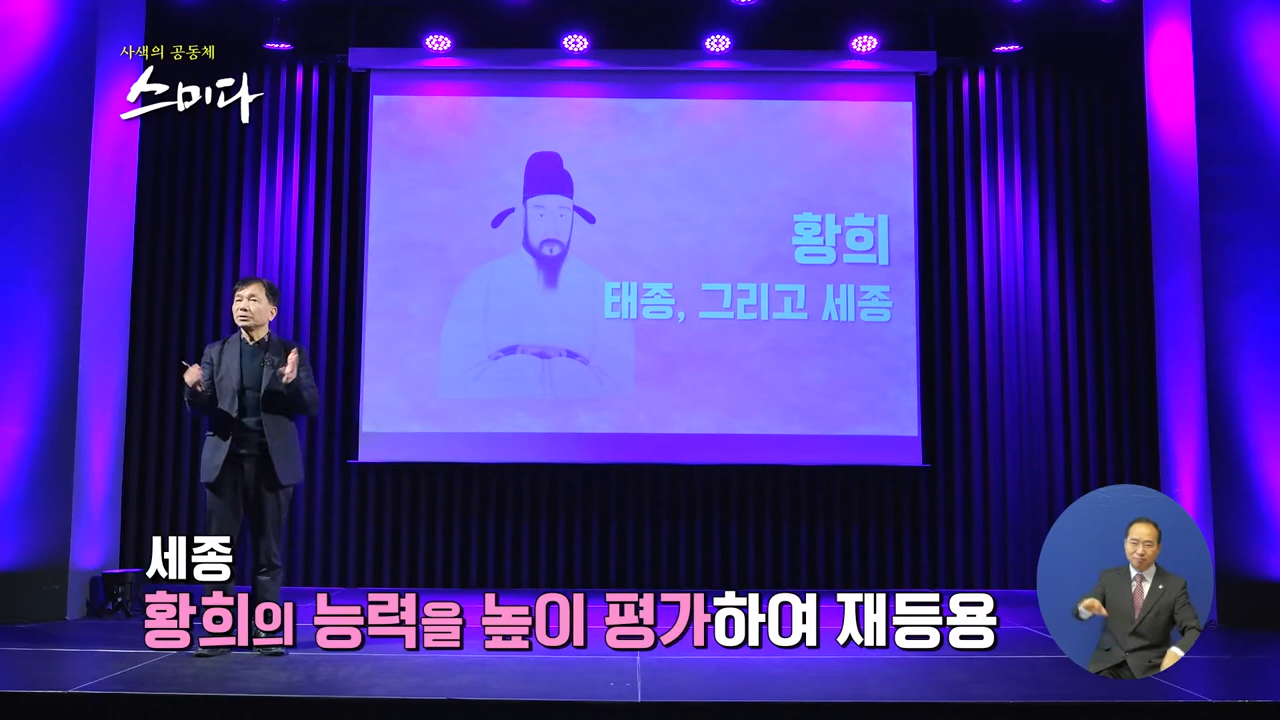 사색의 공동체
스미다
황희
태종, 그리고 세종
세종
황희의 능력을 높이 평가하여 재등용